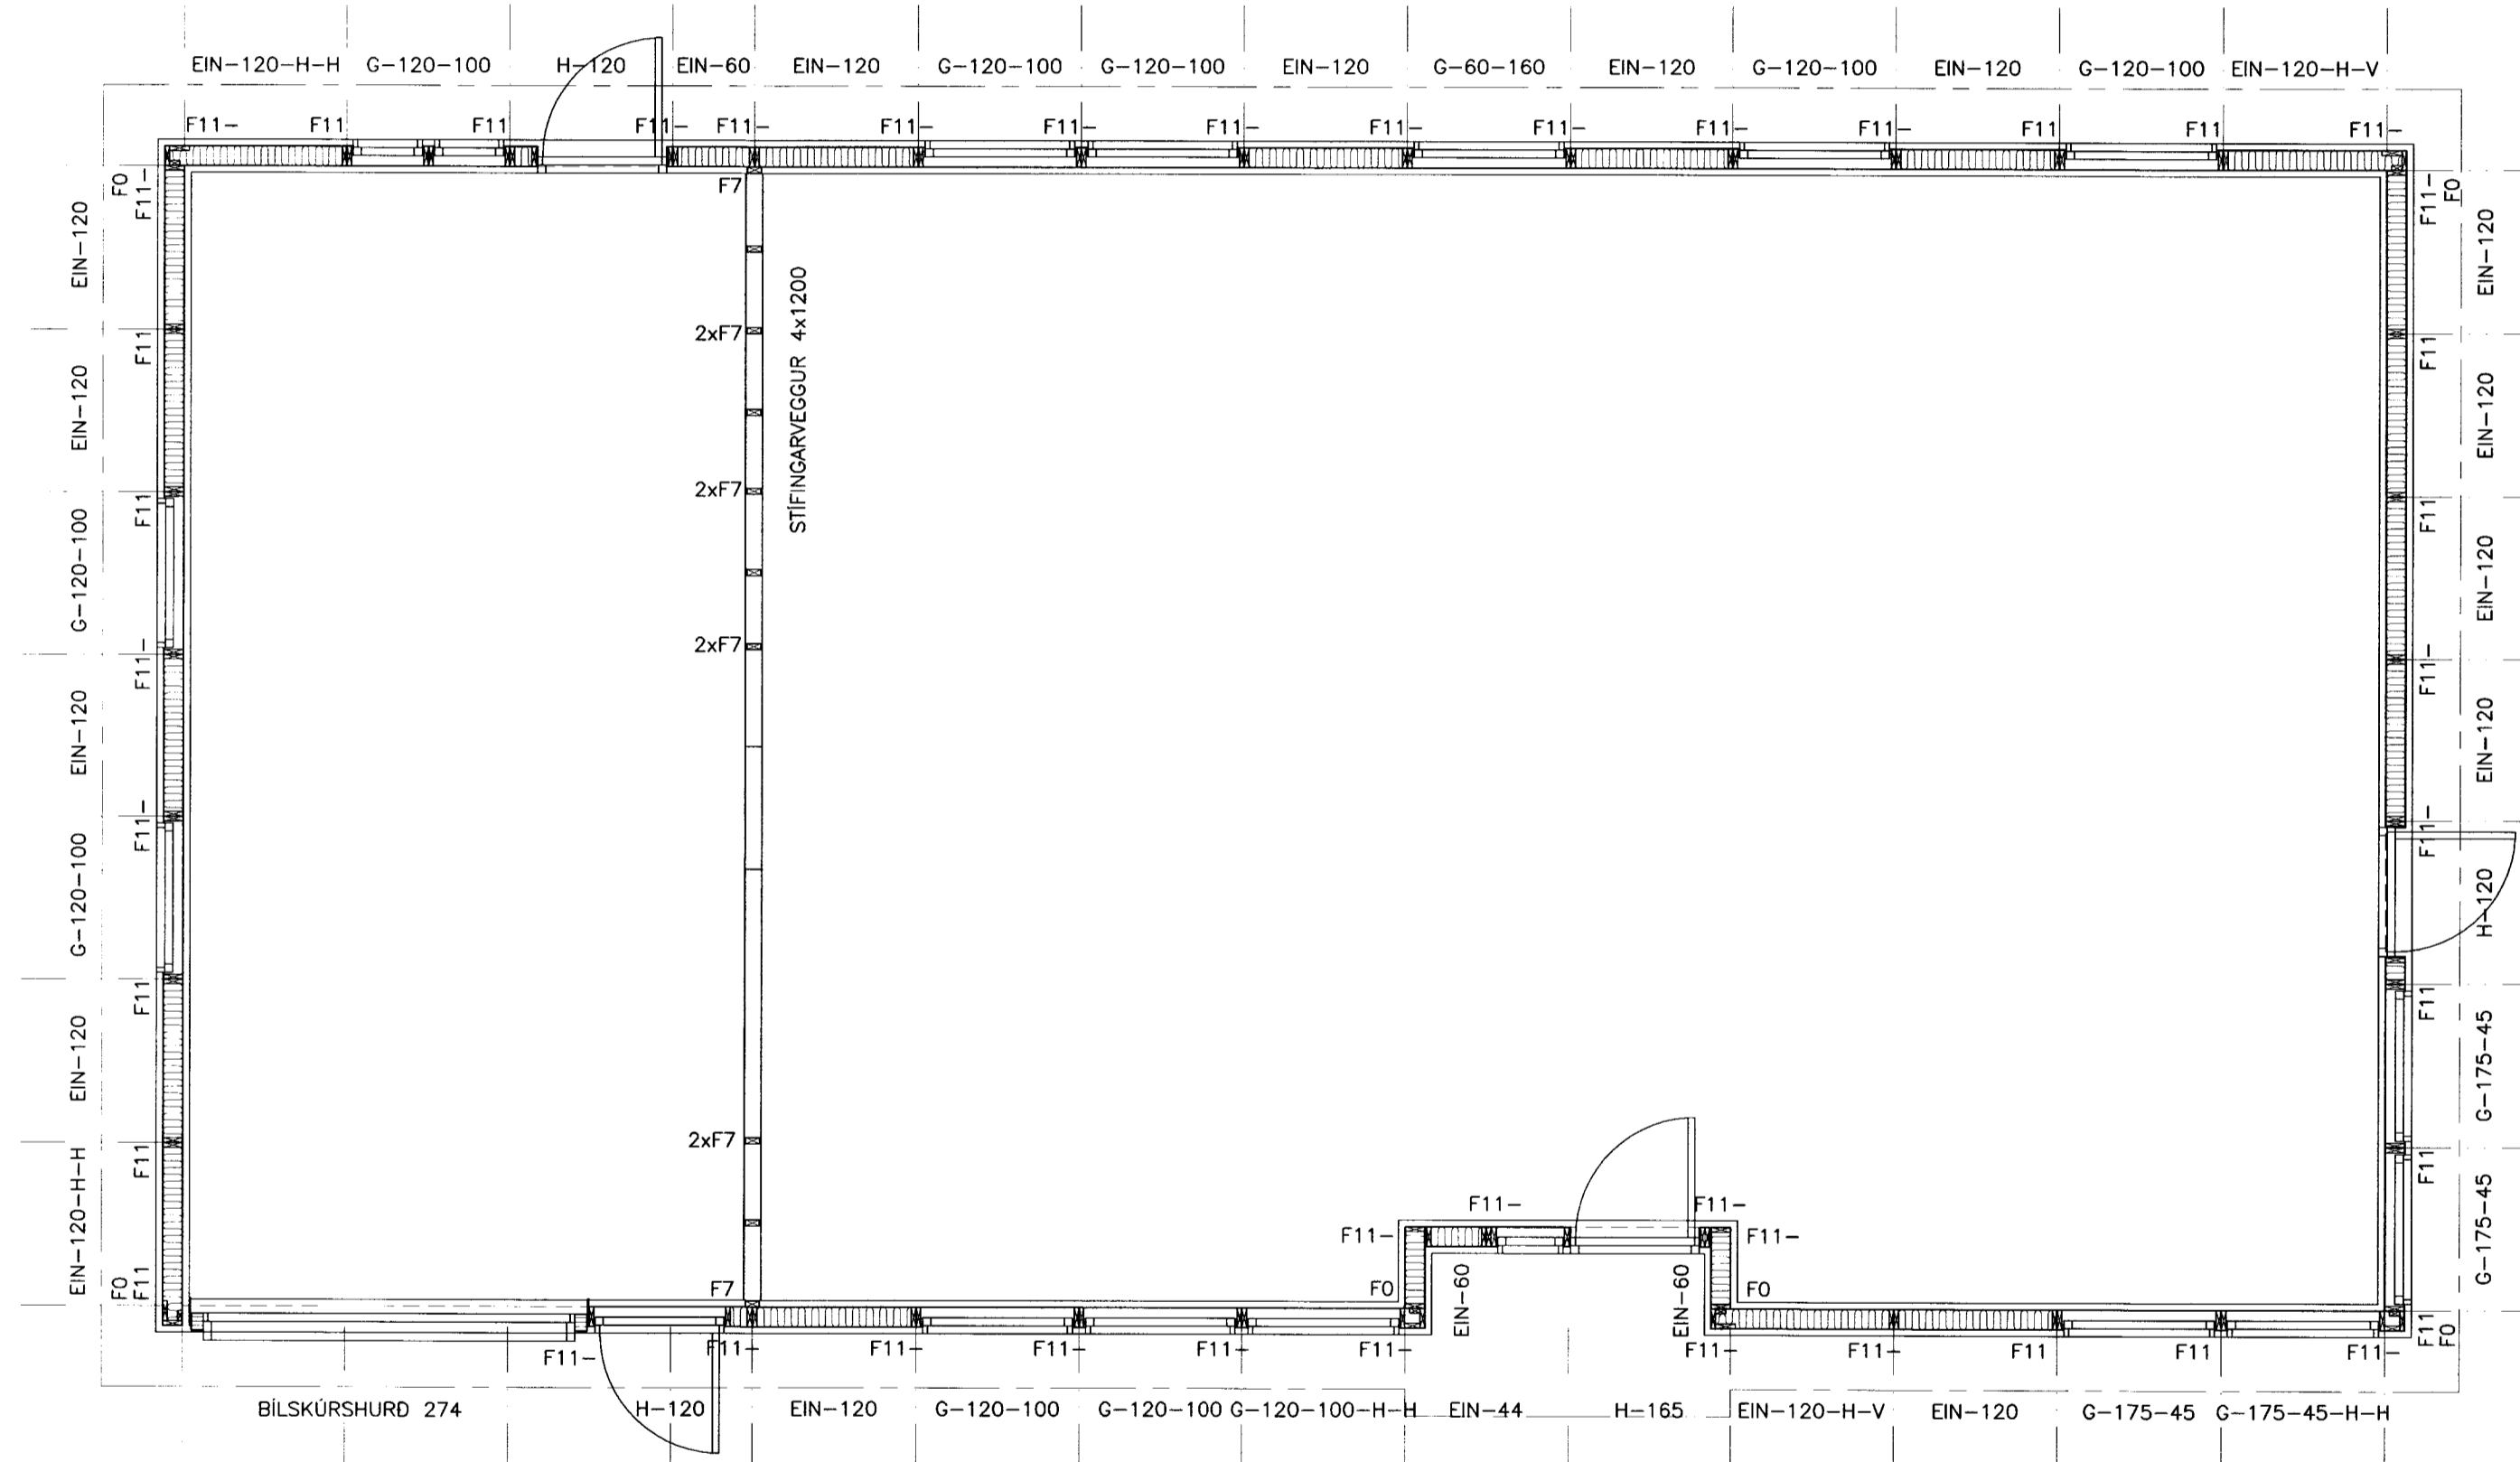 EIN-120-H-H G-120-100 H-120 EIN-60 EIN-120 G-120-100 G-120-100 EIN-120 G-60-160 EIN-120 G-120-100 EIN-120 G-120-100 EIN-120-H-V
F11- F11 F11 F11- F11- F11- F11- F11- F11- F11- F11- F11- F11 F11 F11-
F0
F11-
EIN-120
F11
EIN-120
F11
G-120-100
F11-
EIN-120
F11-
G-120-100
F11
EIN-120
F11
EIN-120-H-H
F0
F11
F7
2xF7
2xF7
2xF7
2xF7
F7
STÍFINGARVEGGUR 4x1200
F11-
F0
EIN-120
F11
EIN-120
F11
EIN-120
F11-
EIN-120
F11-
H-120
F11
G-175-45
F11
G-175-45
F11
F0
F11- F11-
F11- F11-
EIN-60 EIN-60
F0 F0
F11- F11- F11- F11- F11- F11- F11- F11- F11 F11 F11-
BÍLSKÚRSHURÐ 274 H-120 EIN-120 G-120-100 G-120-100 G-120-100-H-H EIN-44 H-165 EIN-120-H-V EIN-120 G-175-45 G-175-45-H-H